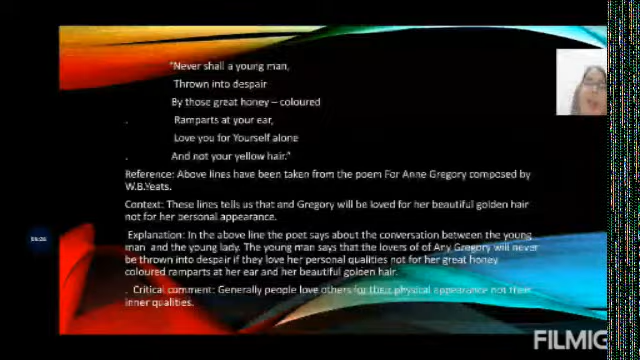 "Never shall a young man,
Thrown into despair
By those great honey – coloured
. Ramparts at your ear,
Love you for Yourself alone
. And not your yellow hair."
Reference: Above lines have been taken from the poem For Anne Gregory composed by
W.B.Yeats.
Context: These lines tells us that and Gregory will be loved for her beautiful golden hair
not for her personal appearance.
Explanation: In the above line the poet says about the conversation between the young
man and the young lady. The young man says that the lovers of of Any Gregory will never
be thrown into despair if they love her personal qualities not for her great honey
coloured ramparts at her ear and her beautiful golden hair.
. Critical comment: Generally people love others for their physical appearance not their
inner qualities.
FILMIG